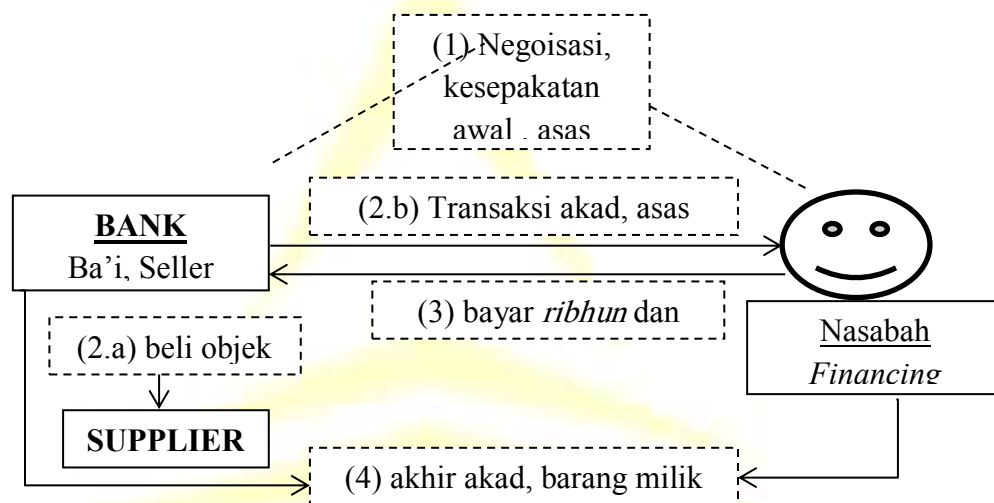 (1) Negoisasi,
kesepakatan
awal , asas
(2.b) Transaksi akad, asas
BANK
Ba’i, Seller
(3) bayar ribhun dan
(2.a) beli objek
Nasabah
Financing
SUPPLIER
(4) akhir akad, barang milik